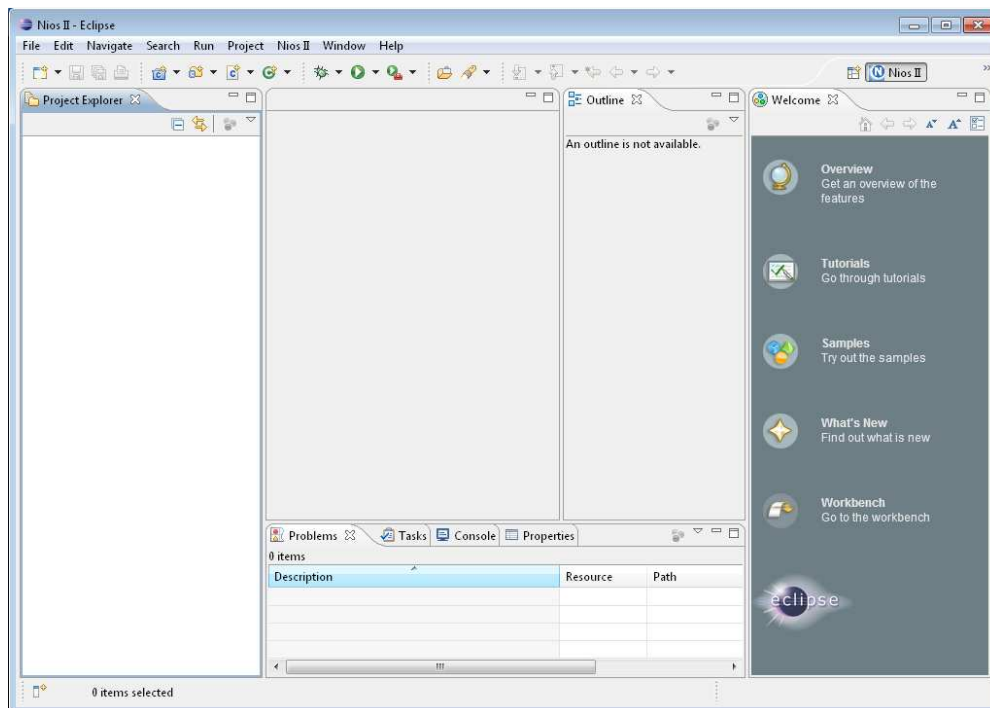 Nios II - Eclipse
File Edit Navigate Search Run Project Nios II Window Help
Nios II
Project Explorer
Outline
Welcome
An outline is not available.
Overview
Get an overview of the
features
Tutorials
Go through tutorials
Samples
Try out the samples
What's New
Find out what is new
Workbench
Go to the workbench
eclipse
Problems Tasks Console Properties
0 items
Description Resource Path
0 items selected